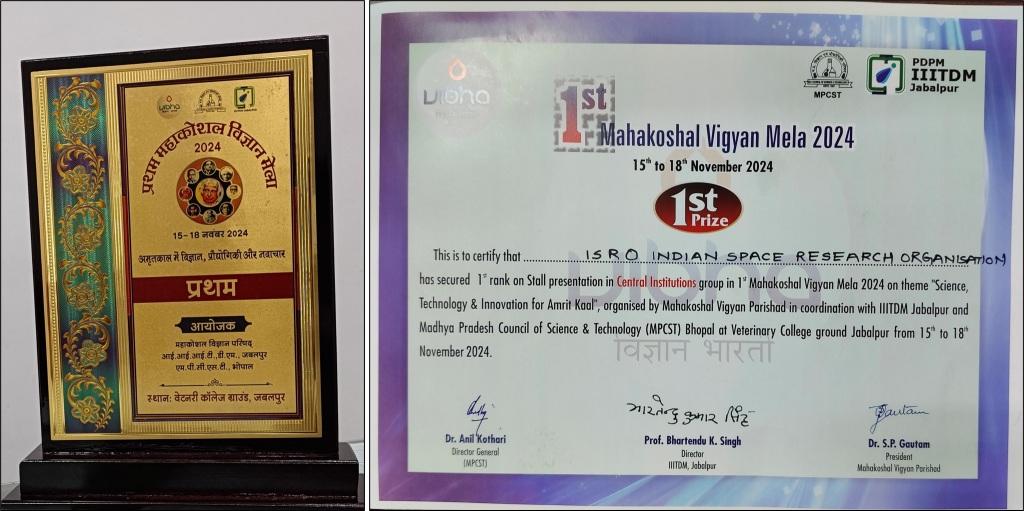 vibha
प्रथम महाकोशल विज्ञान मेला
2024
15-18 नवंबर 2024
अमृतकाल में विज्ञान, प्रौद्योगिकी और नवाचार
प्रथम
आयोजक
महाकोशल विज्ञान परिषद्
आई.आई.आई.टी.,डी.एम., जबलपुर
एम.पी.सी.एस.टी., भोपाल
स्थान: वेटनरी कॉलेज ग्राउंड, जबलपुर
vibha
MPCST
PDPM
IIITDM
Jabalpur
1st
Mahakoshal Vigyan Mela 2024
15th to 18th November 2024
1st
Prize
This is to certify that ISRO INDIAN SPACE RESEARCH ORGANISATION
has secured 1st rank on Stall presentation in Central Institutions group in 1st Mahakoshal Vigyan Mela 2024 on theme "Science,
Technology & Innovation for Amrit Kaal", organised by Mahakoshal Vigyan Parishad in coordination with IIITDM Jabalpur and
Madhya Pradesh Council of Science & Technology (MPCST) Bhopal at Veterinary College ground Jabalpur from 15th to 18th
November 2024.
vibha
विज्ञान भारती
भारतेन्दु कुमार सिंह
Gautam
Dr. Anil Kothari
Director General
(MPCST)
Prof. Bhartendu K. Singh
Director
IIITDM, Jabalpur
Dr. S.P. Gautam
President
Mahakoshal Vigyan Parishad